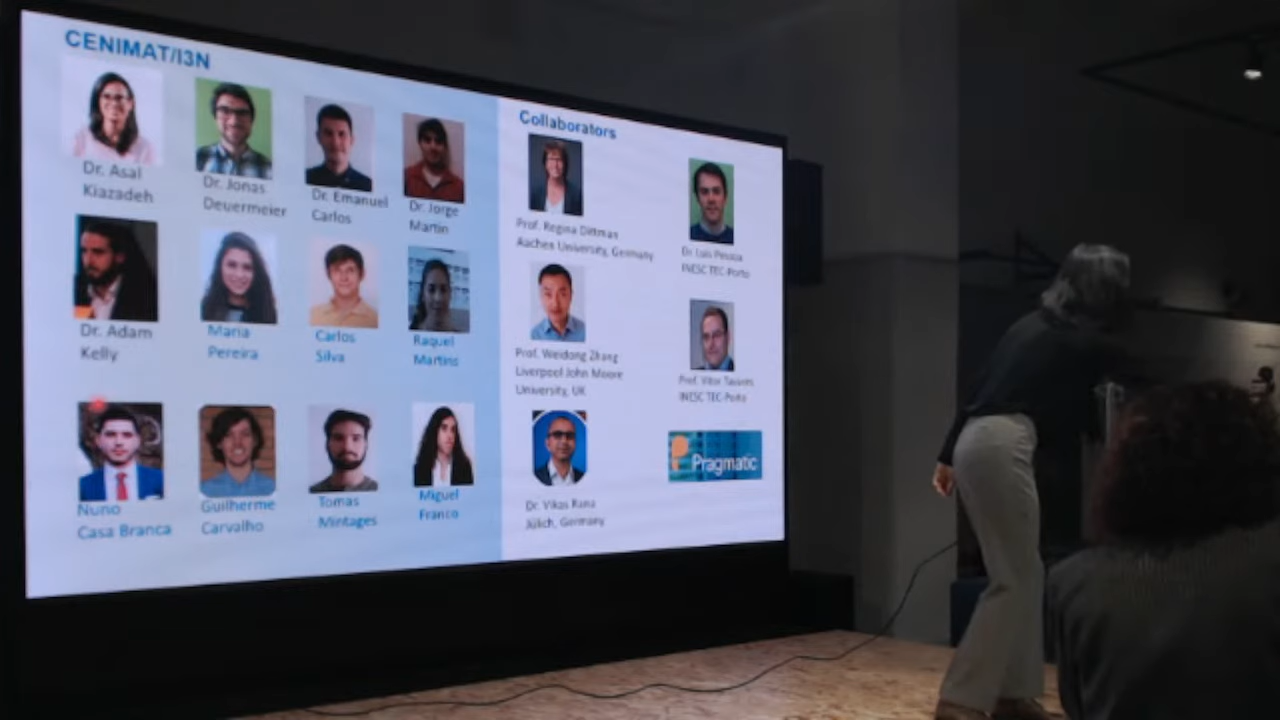 CENIMAT/I3N
Dr. Asal
Kiazadeh
Dr. Jonas
Deuermeier
Dr. Emanuel
Carlos
Dr. Jorge
Martin
Dr. Adam
Kelly
Maria
Pereira
Carlos
Silva
Raquel
Martins
Nuno
Casa Branca
Guilherme
Carvalho
Tomas
Mintages
Miguel
Franco
Collaborators
Prof. Regina Dittman
Aachen University, Germany
Dr. Luis Pessoa
INESC TEC-Porto
Prof. Weidong Zhang
Liverpool John Moore
University, UK
Prof. Vitor Tavares
INESC TEC-Porto
Dr. Vikas Rana
Jülich, Germany
Pragmatic